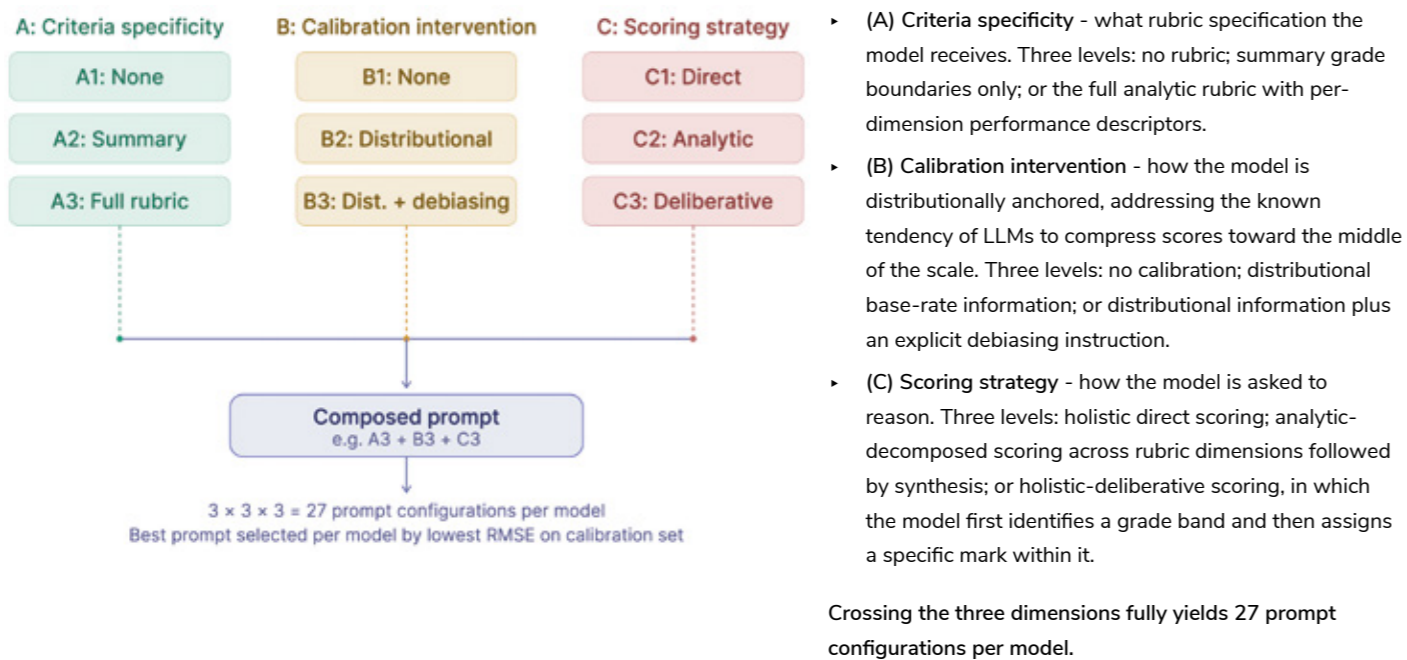 A: Criteria specificity
A1: None
A2: Summary
A3: Full rubric
B: Calibration intervention
B1: None
B2: Distributional
B3: Dist. + debiasing
C: Scoring strategy
C1: Direct
C2: Analytic
C3: Deliberative
Composed prompt
e.g. A3 + B3 + C3
3 × 3 × 3 = 27 prompt configurations per model
Best prompt selected per model by lowest RMSE on calibration set
‣ (A) Criteria specificity - what rubric specification the
model receives. Three levels: no rubric; summary grade
boundaries only; or the full analytic rubric with per-
dimension performance descriptors.
‣ (B) Calibration intervention - how the model is
distributionally anchored, addressing the known
tendency of LLMs to compress scores toward the middle
of the scale. Three levels: no calibration; distributional
base-rate information; or distributional information plus
an explicit debiasing instruction.
‣ (C) Scoring strategy - how the model is asked to
reason. Three levels: holistic direct scoring; analytic-
decomposed scoring across rubric dimensions followed
by synthesis; or holistic-deliberative scoring, in which
the model first identifies a grade band and then assigns
a specific mark within it.
Crossing the three dimensions fully yields 27 prompt
configurations per model.